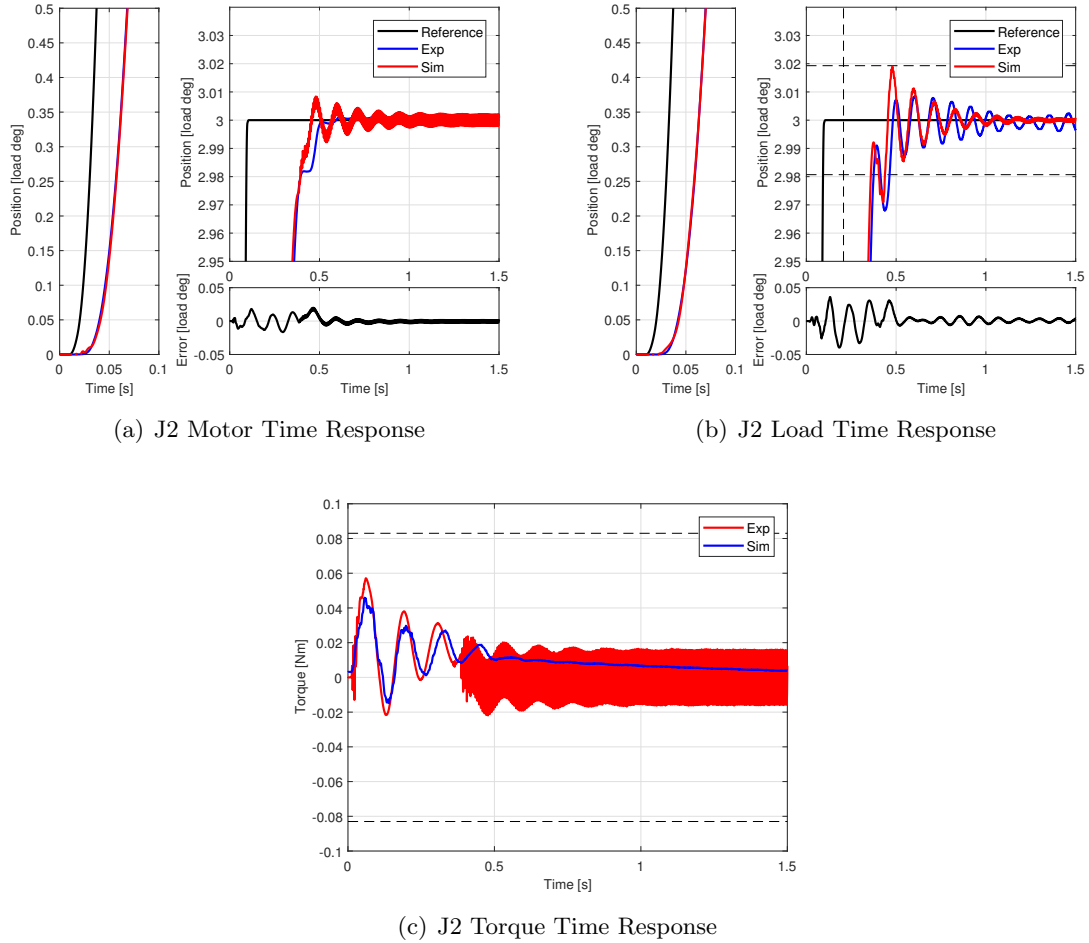 0.5
0.45
0.4
0.35
0.3
0.25
0.2
0.15
0.1
0.05
0
Position [load deg]
0 0.05 0.1
Time [s]
3.03
3.02
3.01
3
2.99
2.98
2.97
2.96
2.95
Position [load deg]
Reference
Exp
Sim
0 0.5 1 1.5
0.05
0
-0.05
Error [load deg]
0 0.5 1 1.5
Time [s]
(a) J2 Motor Time Response
0.5
0.45
0.4
0.35
0.3
0.25
0.2
0.15
0.1
0.05
0
Position [load deg]
0 0.05 0.1
Time [s]
3.03
3.02
3.01
3
2.99
2.98
2.97
2.96
2.95
Position [load deg]
Reference
Exp
Sim
0 0.5 1 1.5
0.05
0
-0.05
Error [load deg]
0 0.5 1 1.5
Time [s]
(b) J2 Load Time Response
0.1
0.08
0.06
0.04
0.02
0
-0.02
-0.04
-0.06
-0.08
-0.1
Torque [Nm]
Exp
Sim
0 0.5 1 1.5
Time [s]
(c) J2 Torque Time Response